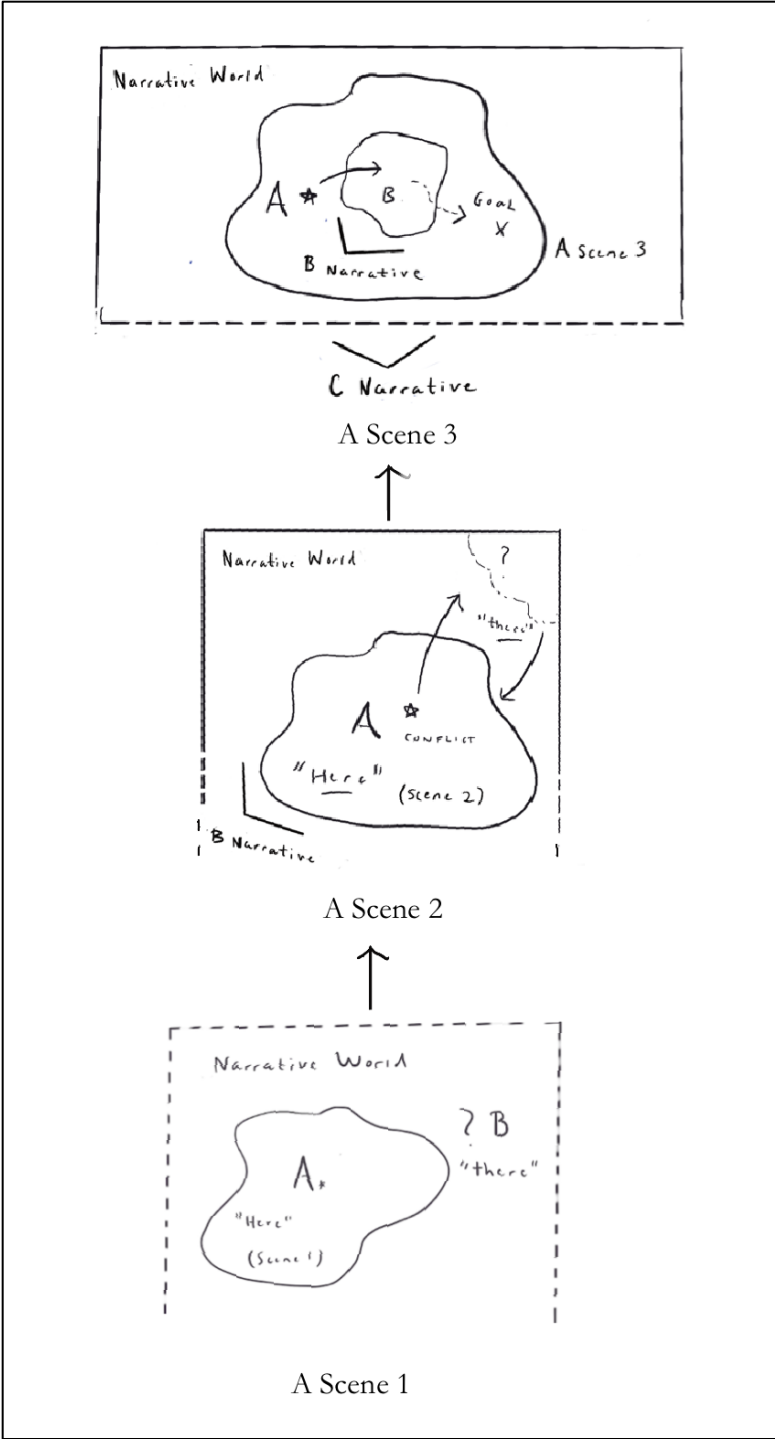 Narrative World
A
B
Goal
X
B Narrative
A Scene 3
C Narrative
A Scene 3
Narrative World
?
"there"
A
CONFLICT
"Here"
(Scene 2)
B Narrative
A Scene 2
Narrative World
? B
"there"
A
"Here"
(Scene 1)
A Scene 1